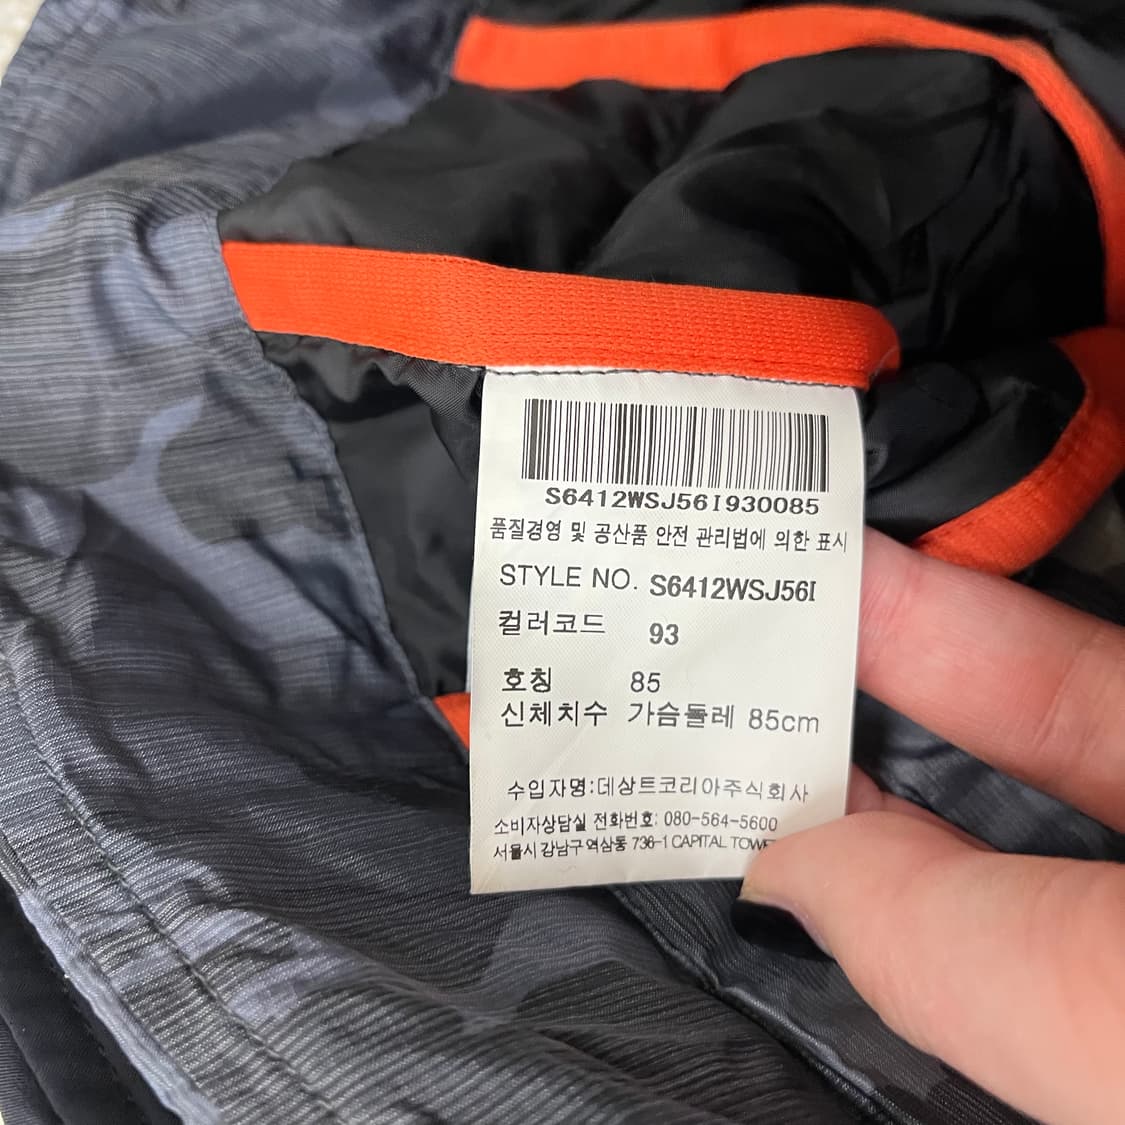 S6412WSJ56I930085
품질경영 및 공산품 안전 관리법에 의한 표시
STYLE NO. S6412WSJ56I
컬러코드 93
호칭 85
신체치수 가슴둘레 85cm
수입자명:데상트코리아주식회사
소비자상담실 전화번호: 080-564-5600
서울시 강남구 역삼동 736-1 CAPITAL